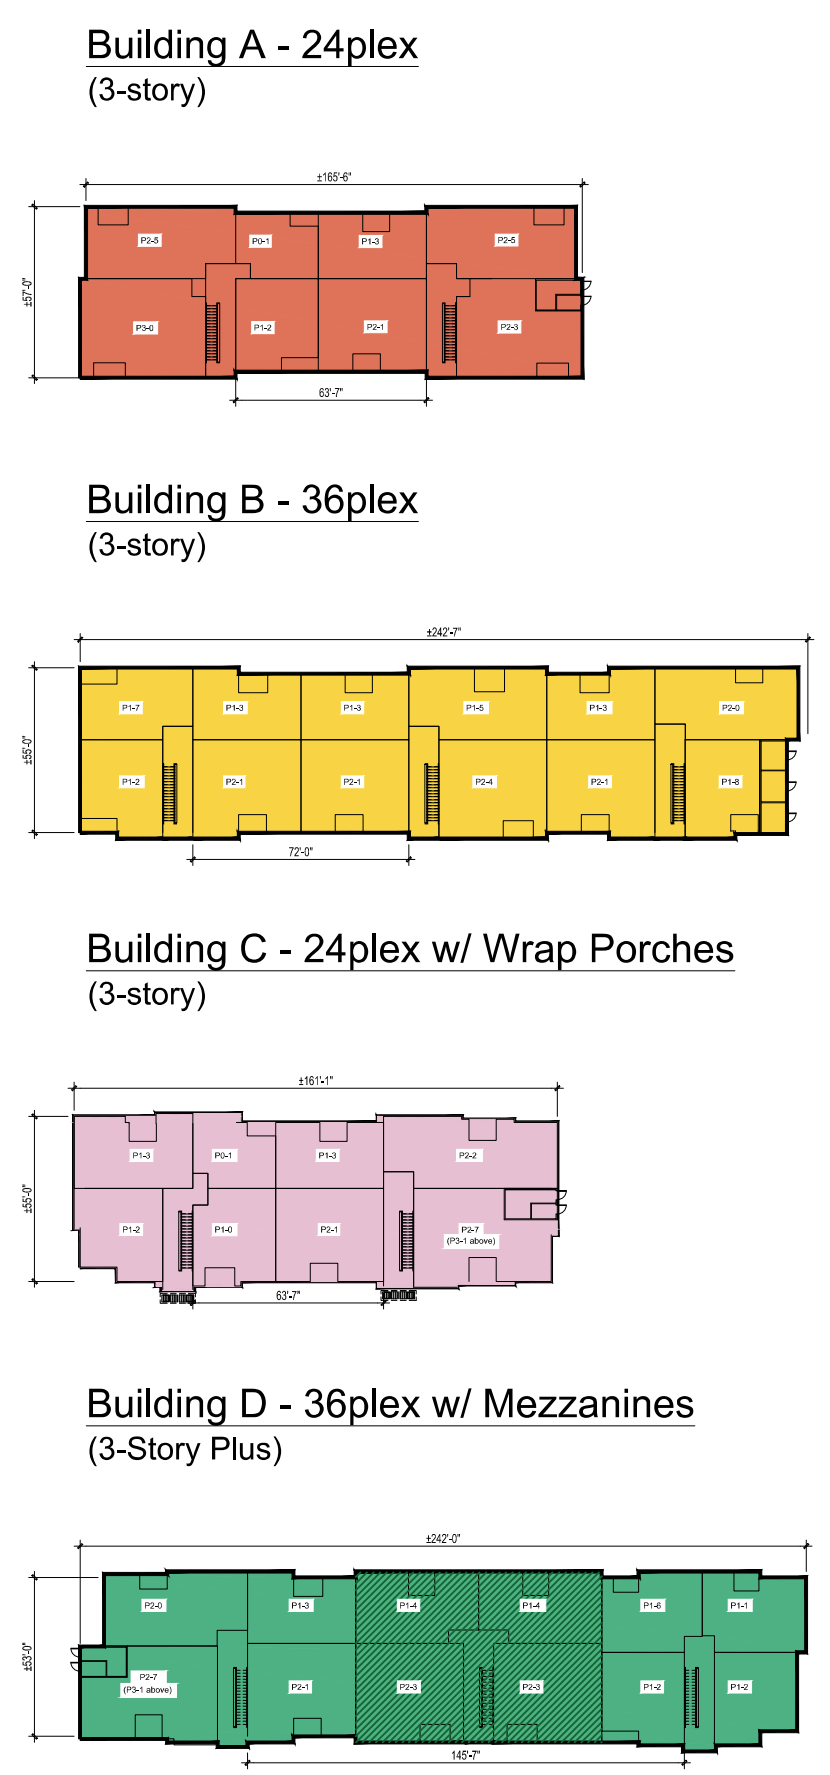 Building A - 24plex
(3-story)
±165'-6"
±57'-0"
P2-5
P0-1
P1-3
P2-5
P3-0
P1-2
P2-1
P2-3
63'-7"
Building B - 36plex
(3-story)
±242'-7"
±55'-0"
P1-7
P1-3
P1-3
P1-5
P1-3
P2-0
P1-2
P2-1
P2-1
P2-4
P2-1
P1-8
72'-0"
Building C - 24plex w/ Wrap Porches
(3-story)
±161'-1"
±55'-0"
P1-3
P0-1
P1-3
P2-2
P1-2
P1-0
P2-1
P2-7
(P3-1 above)
63'-7"
Building D - 36plex w/ Mezzanines
(3-Story Plus)
±242'-0"
±53'-0"
P2-0
P1-3
P1-4
P1-4
P1-6
P1-1
P2-7
(P3-1 above)
P2-1
P2-3
P2-3
P1-2
P1-2
145'-7"